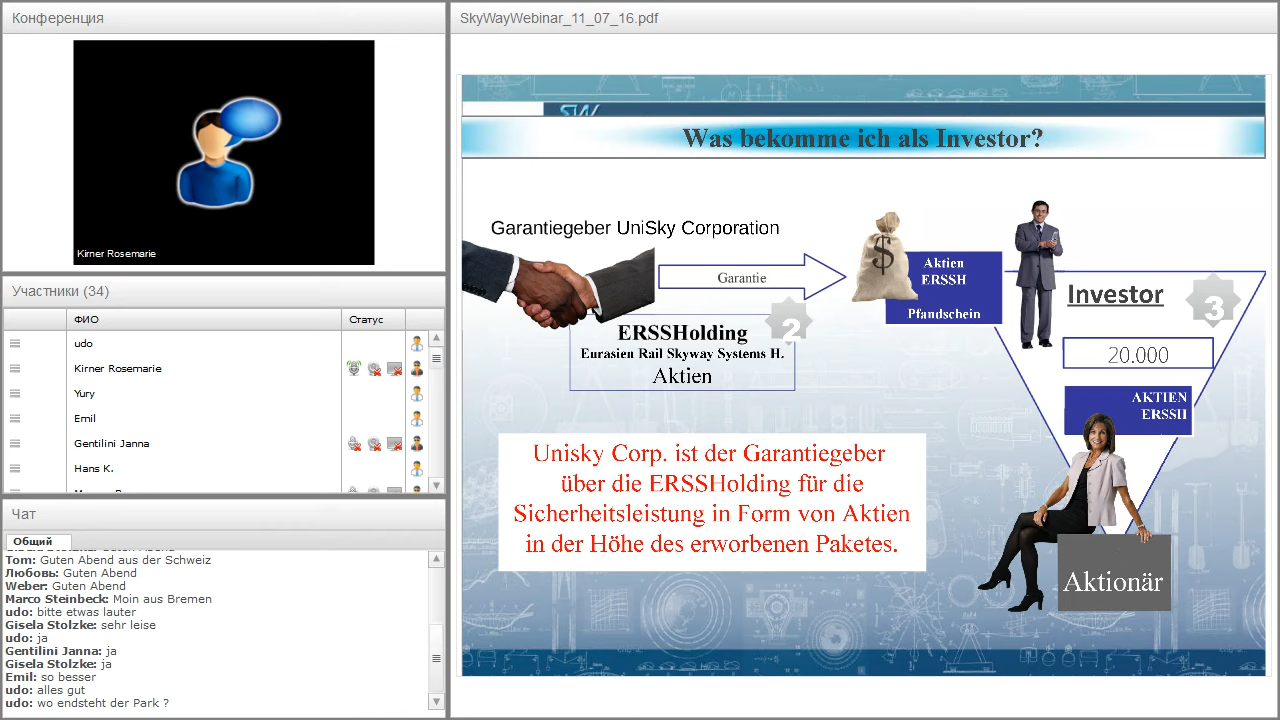 Конференция
Kirner Rosemarie
Участники (34)
ФИО
Статус
udo
Kirner Rosemarie
Yury
Emil
Gentilini Janna
Hans K.
Чат
Общий
Tom: Guten Abend aus der Schweiz
Любовь: Guten Abend
Weber: Guten Abend
Marco Steinbeck: Moin aus Bremen
udo: bitte etwas lauter
Gisela Stolzke: sehr leise
udo: ja
Gentilini Janna: ja
Gisela Stolzke: ja
Emil: so besser
udo: alles gut
udo: wo endsteht der Park ?
SkyWayWebinar_11_07_16.pdf
SW
Was bekomme ich als Investor?
Garantiegeber UniSky Corporation
Garantie
2
ERSSHolding
Eurasien Rail Skyway Systems H.
Aktien
$
Aktien
ERSSH
Pfandschein
Investor
3
20.000
AKTIEN
ERSSH
Aktionär
Unisky Corp. ist der Garantiegeber
über die ERSSHolding für die
Sicherheitsleistung in Form von Aktien
in der Höhe des erworbenen Paketes.